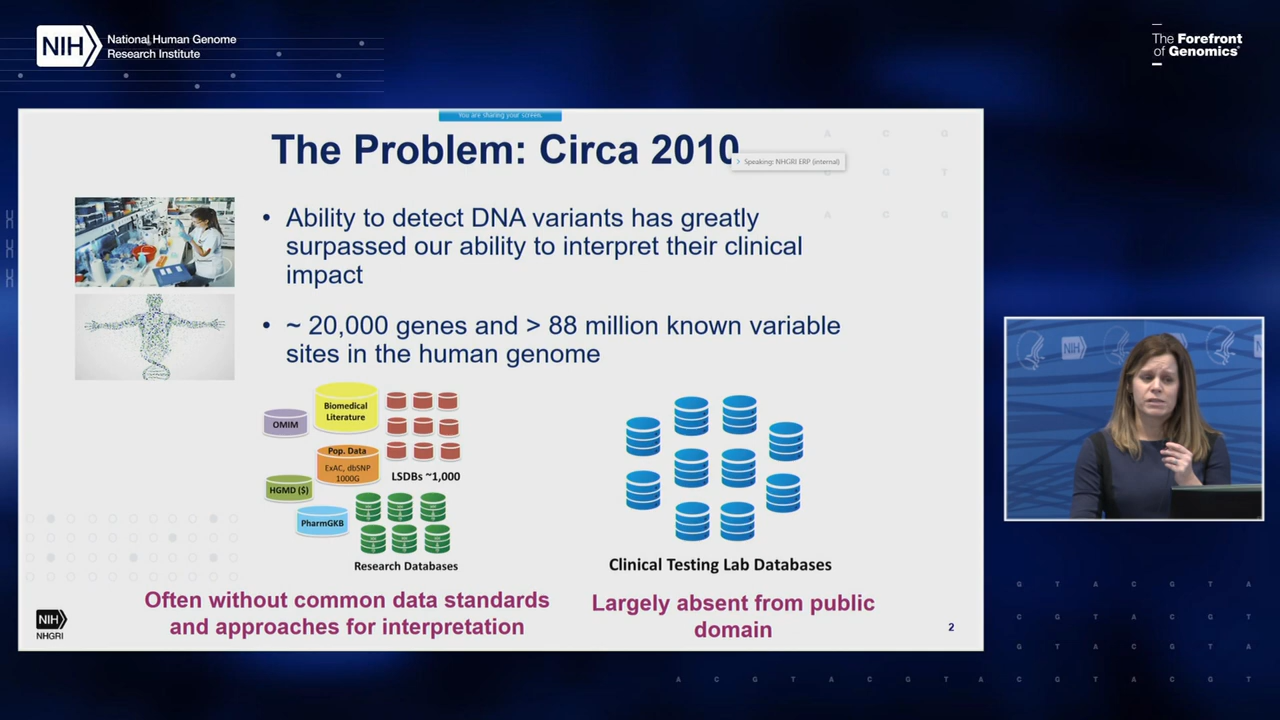 NIH
National Human Genome
Research Institute
The Forefront
of Genomics®
You are sharing your screen.
The Problem: Circa 2010
Speaking: NHGRI ERP (internal)
A C G
G G T
A C G
• Ability to detect DNA variants has greatly
surpassed our ability to interpret their clinical
impact
• ~ 20,000 genes and > 88 million known variable
sites in the human genome
Biomedical
Literature
OMIM
Pop. Data
ExAC, dbSNP
1000G
LSDBs ~1,000
HGMD ($)
PharmGKB
Research Databases
Clinical Testing Lab Databases
Often without common data standards
and approaches for interpretation
Largely absent from public
domain
NIH
NHGRI
2
NIH
G T A C G T A
C G T A C G T
G T A C G T A
A C G T A C G T A C G T A C G T